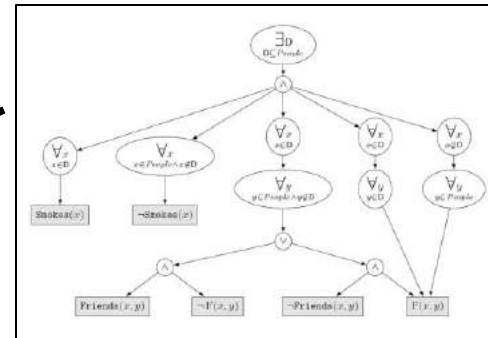 ∃D
D⊆People
∧
∀x
x∈D
∀x
x∈People∧x∉D
∀x
x∈D
∀x
x∈D
∀x
x∉D
∀y
y∈People∧y∉D
∀y
y∈D
∀y
y∈People
Smokes(x)
¬Smokes(x)
∨
∧
∧
Friends(x, y)
¬F(x, y)
¬Friends(x, y)
F(x, y)